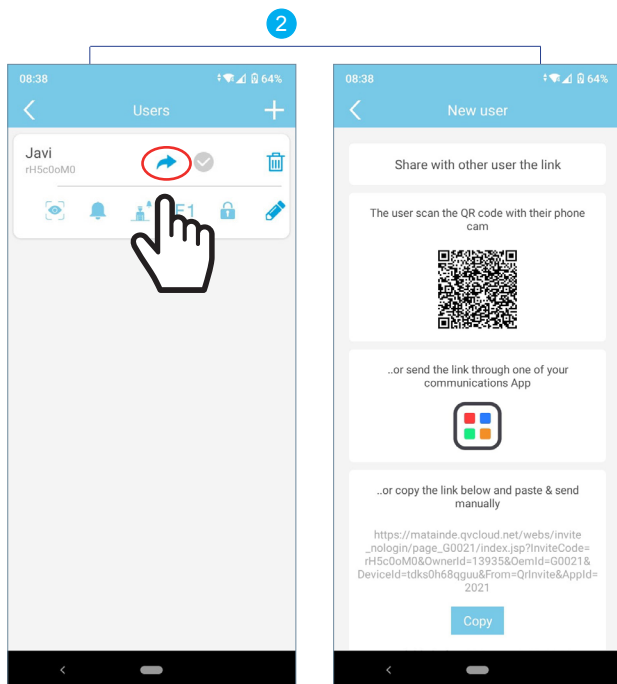 2
08:38
64%
Users
Javi
rH5c0oM0
F1
08:38
64%
New user
Share with other user the link
The user scan the QR code with their phone
cam
..or send the link through one of your
communications App
..or copy the link below and paste & send
manually
https://matainde.qvcloud.net/webs/invite
_nologin/page_G0021/index.jsp?InviteCode=
rH5c0oM0&OwnerId=13935&OemId=G0021&
DeviceId=tdks0h68qguu&From=QrInvite&AppId=
2021
Copy